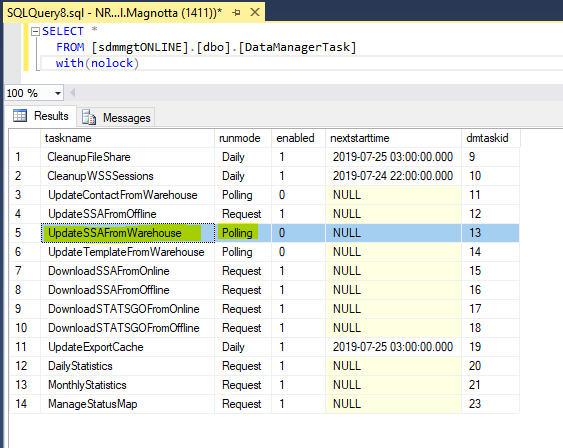 SQLQuery8.sql - NR...l.Magnotta (1411))*
SELECT *
FROM [sdmmgtONLINE].[dbo].[DataManagerTask]
with(nolock)
100 %
Results Messages
taskname runmode enabled nextstarttime dmtaskid
1 CleanupFileShare Daily 1 2019-07-25 03:00:00.000 9
2 CleanupWSSSessions Daily 1 2019-07-24 22:00:00.000 10
3 UpdateContactFromWarehouse Polling 0 NULL 11
4 UpdateSSAFromOffline Request 1 NULL 12
5 UpdateSSAFromWarehouse Polling 0 NULL 13
6 UpdateTemplateFromWarehouse Polling 0 NULL 14
7 DownloadSSAFromOnline Request 1 NULL 15
8 DownloadSSAFromOffline Request 1 NULL 16
9 DownloadSTATSGOFromOnline Request 1 NULL 17
10 DownloadSTATSGOFromOffline Request 1 NULL 18
11 UpdateExportCache Daily 1 2019-07-25 03:00:00.000 19
12 DailyStatistics Request 1 NULL 20
13 MonthlyStatistics Request 1 NULL 21
14 ManageStatusMap Request 1 NULL 23